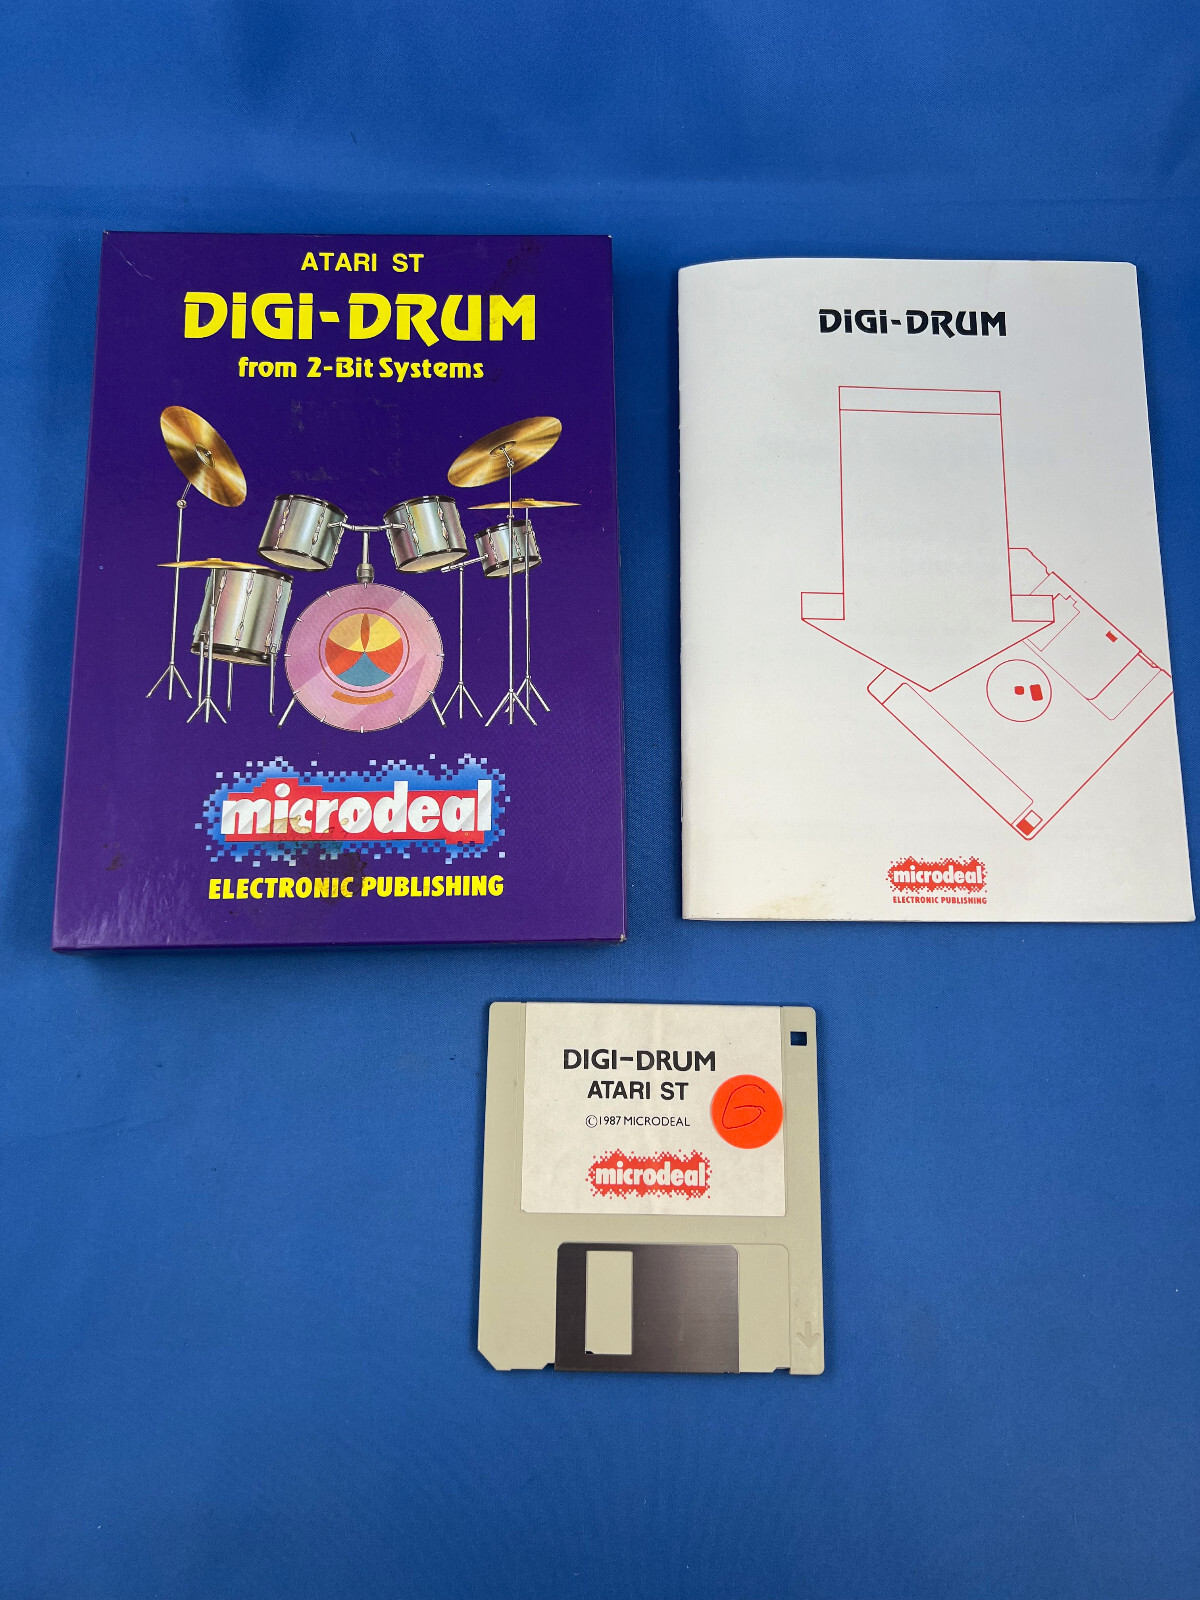 ATARI ST
DiGi-DRUM
from 2-Bit Systems
microdeal
ELECTRONIC PUBLISHING
DiGi-DRUM
microdeal
ELECTRONIC PUBLISHING
DIGI-DRUM
ATARI ST
©1987 MICRODEAL
G
microdeal